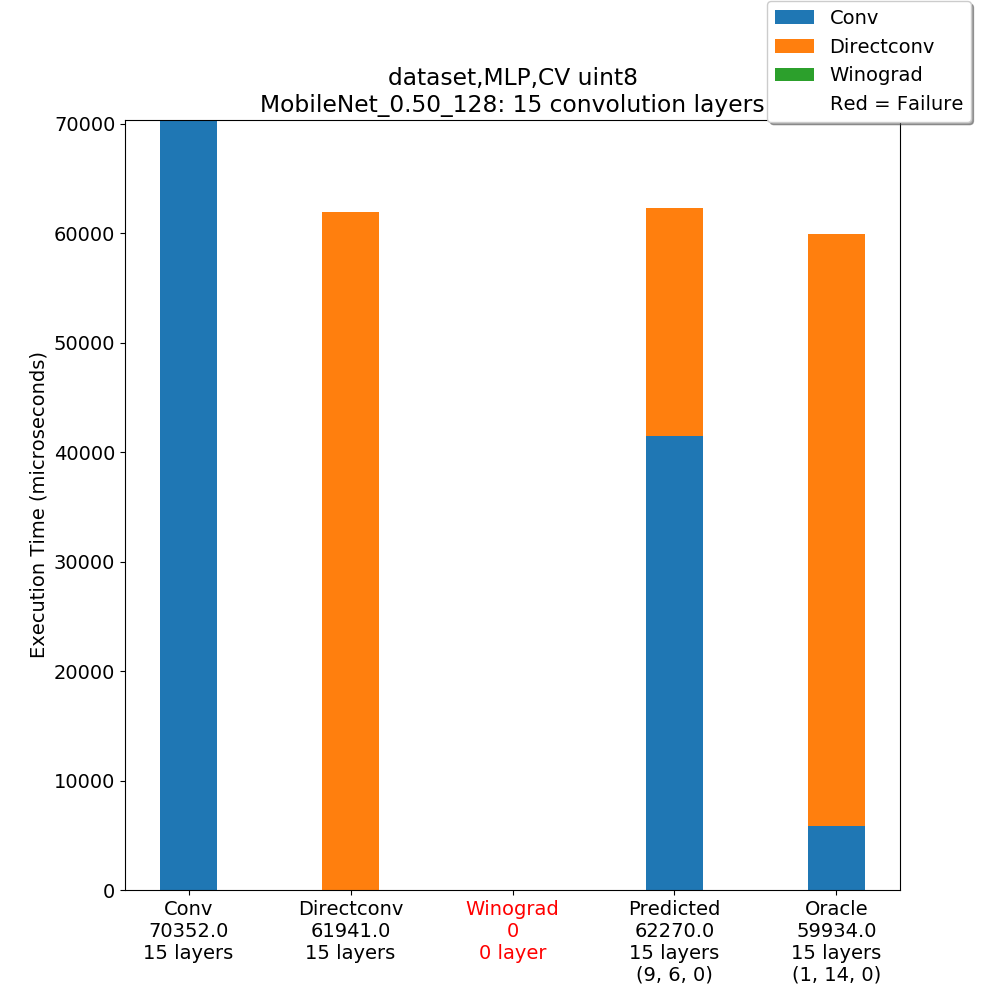 Conv
Directconv
Winograd
Red = Failure
dataset,MLP,CV uint8
MobileNet_0.50_128: 15 convolution layers
Execution Time (microseconds)
70000
60000
50000
40000
30000
20000
10000
0
Conv
70352.0
15 layers
Directconv
61941.0
15 layers
Winograd
0
0 layer
Predicted
62270.0
15 layers
(9, 6, 0)
Oracle
59934.0
15 layers
(1, 14, 0)